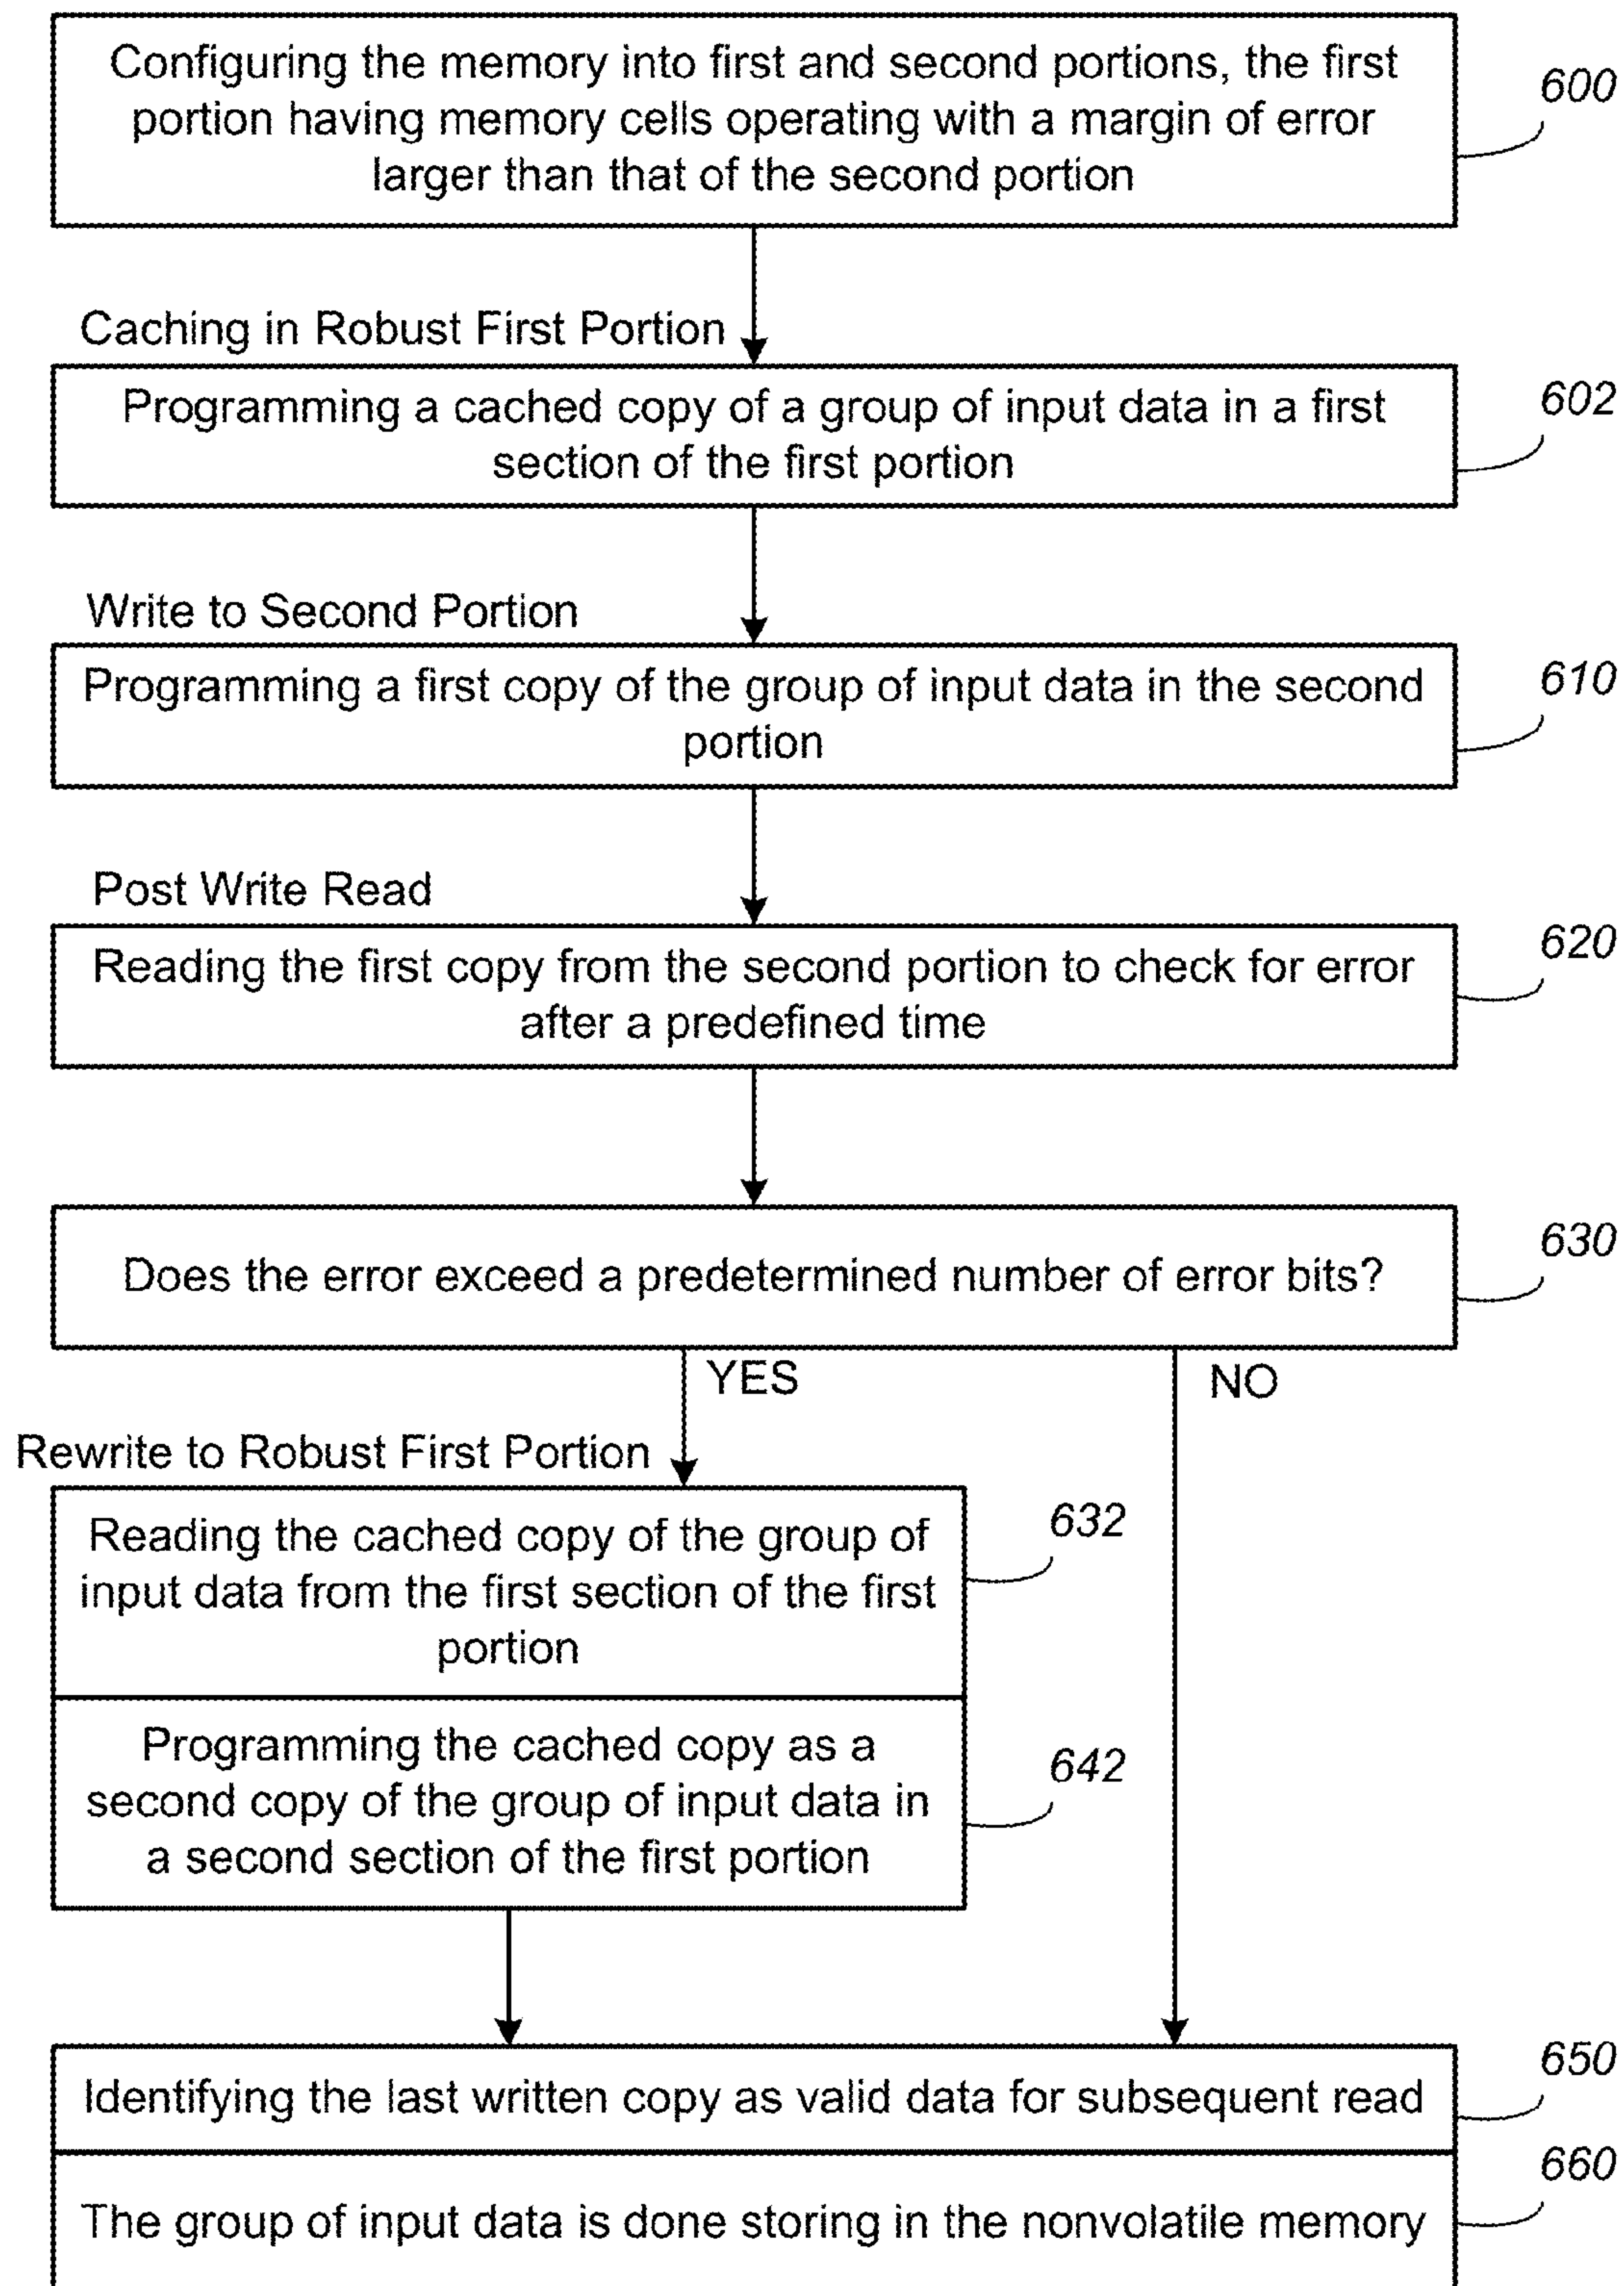 Configuring the memory into first and second portions, the first
portion having memory cells operating with a margin of error
larger than that of the second portion
600
Caching in Robust First Portion
Programming a cached copy of a group of input data in a first
section of the first portion
602
Write to Second Portion
Programming a first copy of the group of input data in the second
portion
610
Post Write Read
Reading the first copy from the second portion to check for error
after a predefined time
620
Does the error exceed a predetermined number of error bits?
630
YES
NO
Rewrite to Robust First Portion
Reading the cached copy of the group of
input data from the first section of the first
portion
632
Programming the cached copy as a
second copy of the group of input data in
a second section of the first portion
642
Identifying the last written copy as valid data for subsequent read
650
The group of input data is done storing in the nonvolatile memory
660